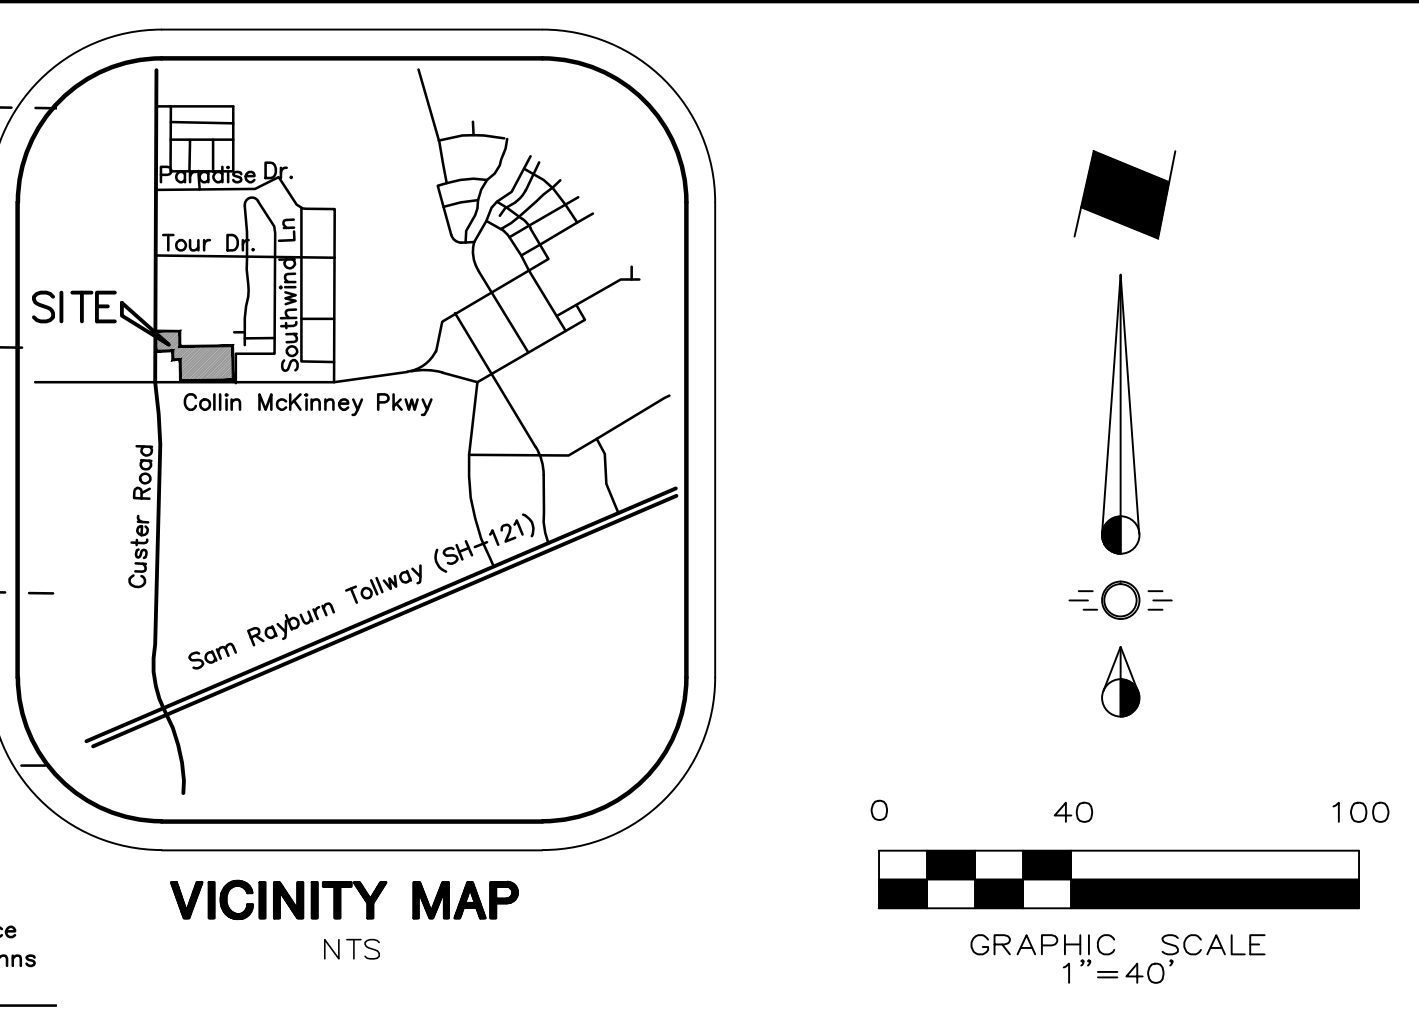 Paradise Dr.
Tour Dr.
Southwind Ln
SITE
Collin McKinney Pkwy
Custer Road
Sam Rayburn Tollway (SH-121)
VICINITY MAP
NTS
0 40 100
GRAPHIC SCALE
1"=40'